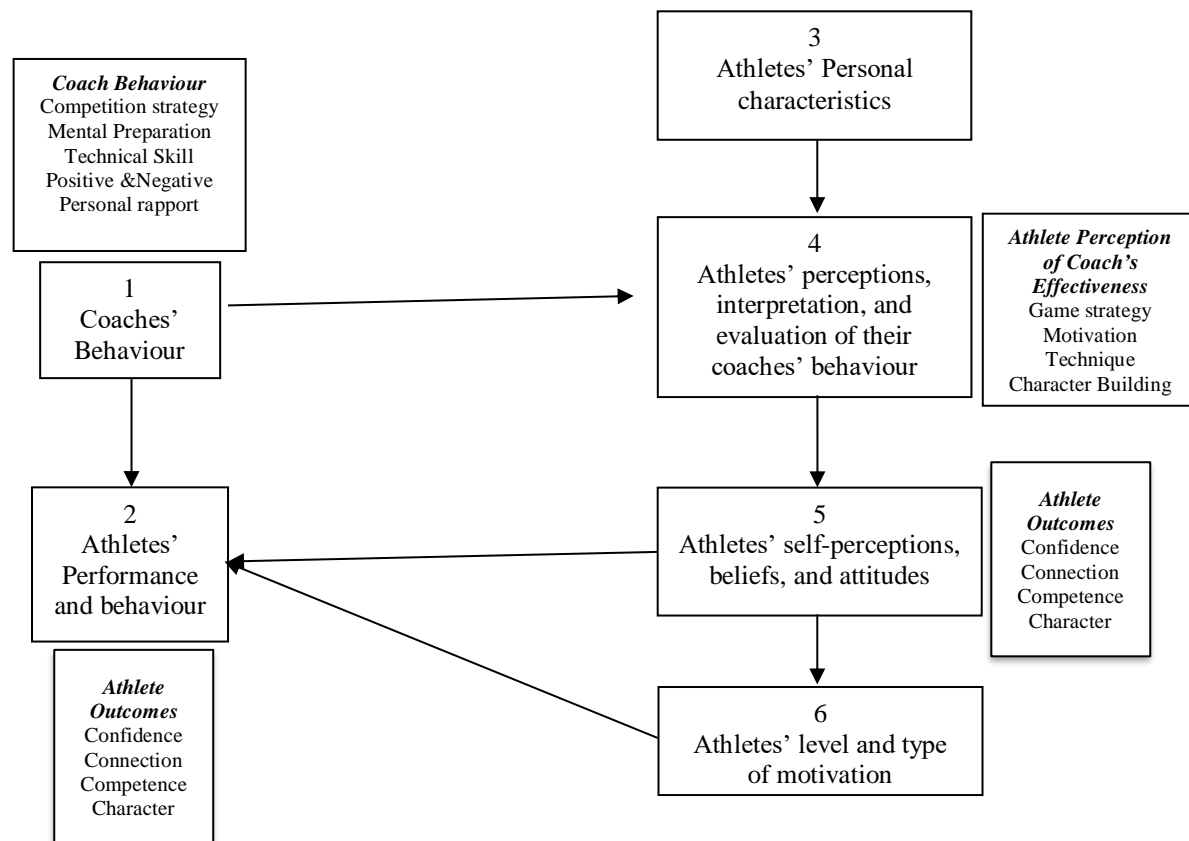 3
Athletes’ Personal
characteristics
Coach Behaviour
Competition strategy
Mental Preparation
Technical Skill
Positive &Negative
Personal rapport
1
Coaches’
Behaviour
4
Athletes’ perceptions,
interpretation, and
evaluation of their
coaches’ behaviour
Athlete Perception
of Coach’s
Effectiveness
Game strategy
Motivation
Technique
Character Building
2
Athletes’
Performance
and behaviour
5
Athletes’ self-perceptions,
beliefs, and attitudes
Athlete
Outcomes
Confidence
Connection
Competence
Character
Athlete
Outcomes
Confidence
Connection
Competence
Character
6
Athletes’ level and type
of motivation